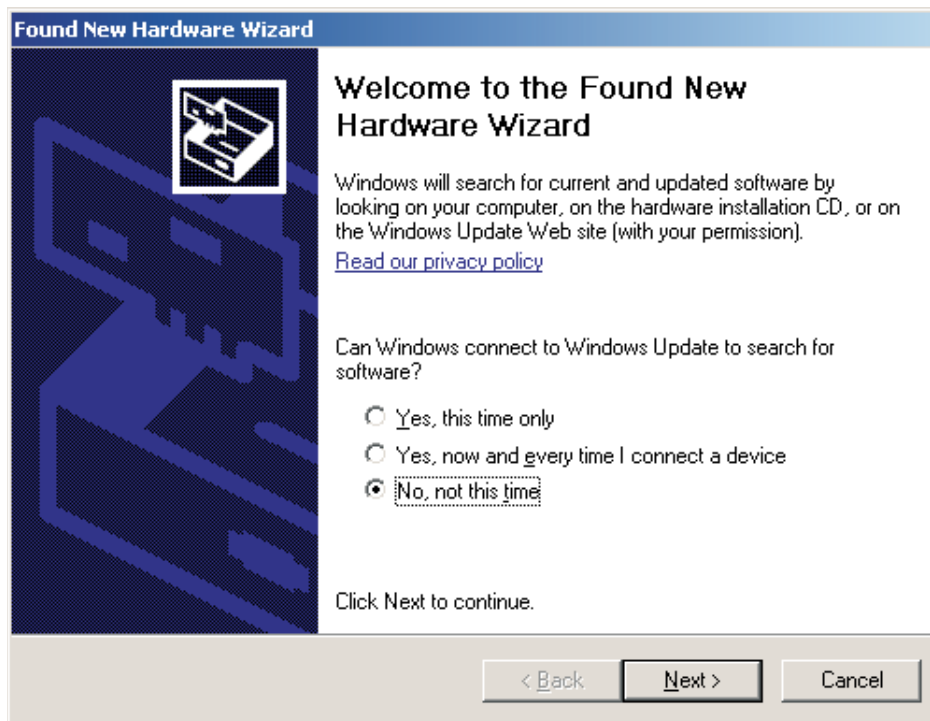 Found New Hardware Wizard
Welcome to the Found New
Hardware Wizard
Windows will search for current and updated software by
looking on your computer, on the hardware installation CD, or on
the Windows Update Web site (with your permission).
Read our privacy policy
Can Windows connect to Windows Update to search for
software?
Yes, this time only
Yes, now and every time I connect a device
No, not this time
Click Next to continue.
< Back
Next >
Cancel